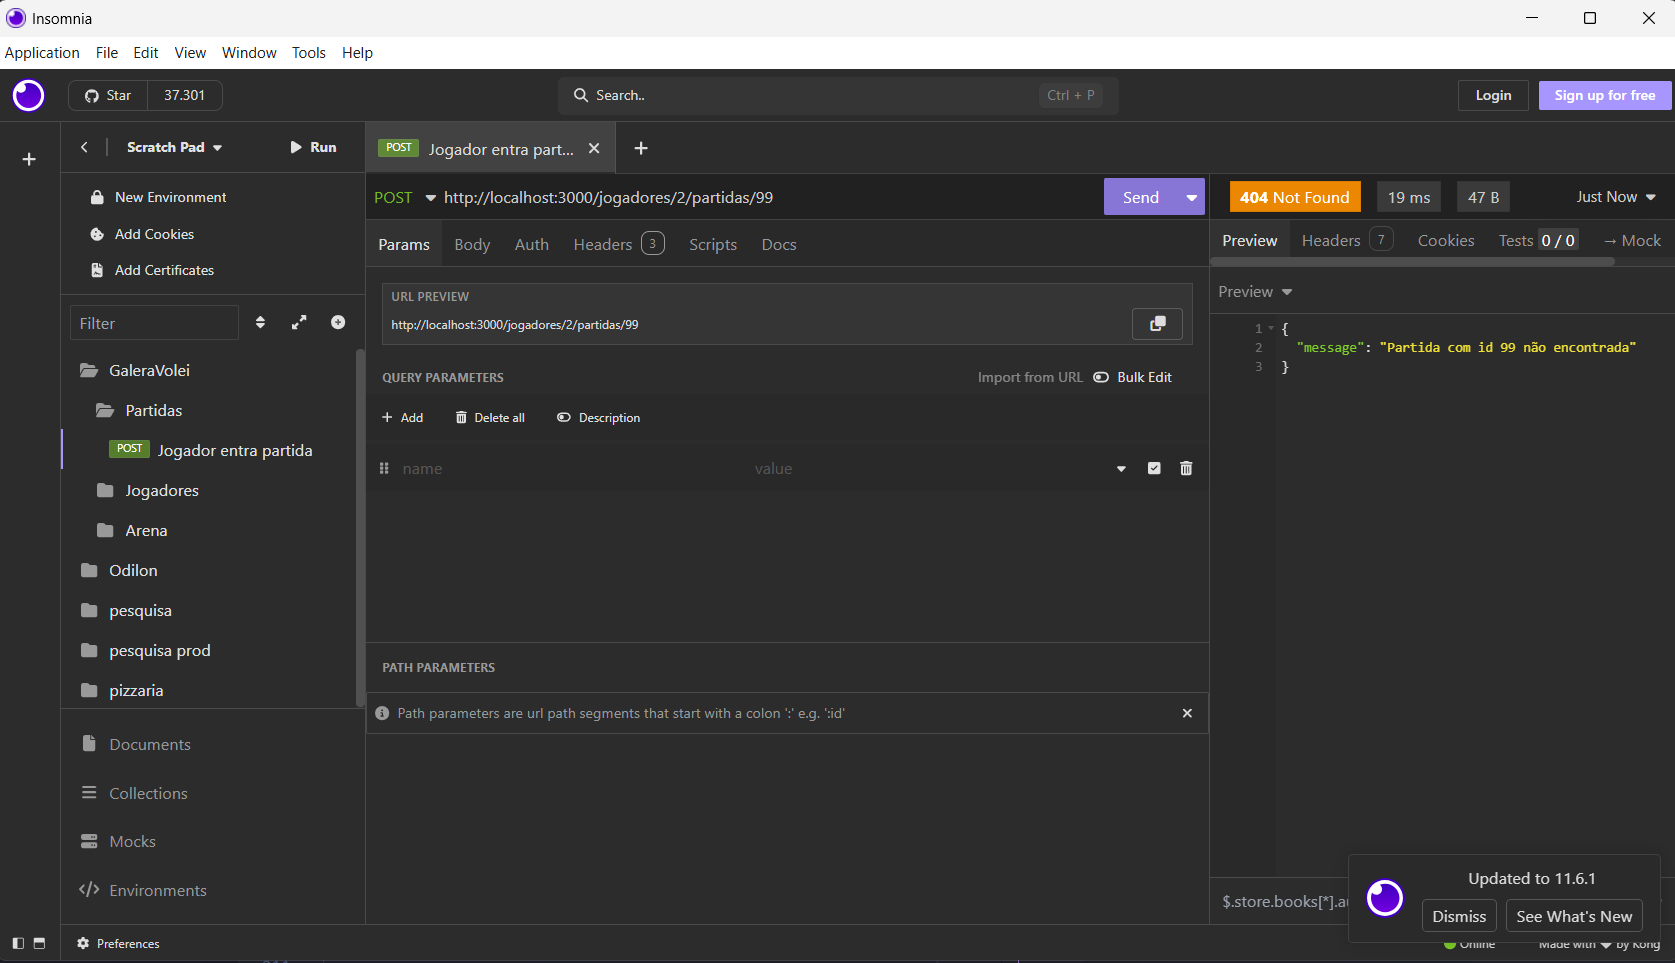 Insomnia
Application File Edit View Window Tools Help
Star 37.301
Search.. Ctrl + P
Login Sign up for free
Scratch Pad Run
New Environment
Add Cookies
Add Certificates
Filter
GaleraVolei
Partidas
POST Jogador entra partida
Jogadores
Arena
Odilon
pesquisa
pesquisa prod
pizzaria
Documents
Collections
Mocks
Environments
Preferences
POST Jogador entra part...
POST http://localhost:3000/jogadores/2/partidas/99 Send
Params Body Auth Headers 3 Scripts Docs
URL PREVIEW
http://localhost:3000/jogadores/2/partidas/99
QUERY PARAMETERS Import from URL Bulk Edit
Add Delete all Description
name value
PATH PARAMETERS
Path parameters are url path segments that start with a colon ':' e.g. ':id'
404 Not Found 19 ms 47 B Just Now
Preview Headers 7 Cookies Tests 0 / 0 → Mock
Preview
1 {
2 "message": "Partida com id 99 não encontrada"
3 }
$.store.books[*].au
Updated to 11.6.1
Dismiss See What's New
Online Made with by Kong